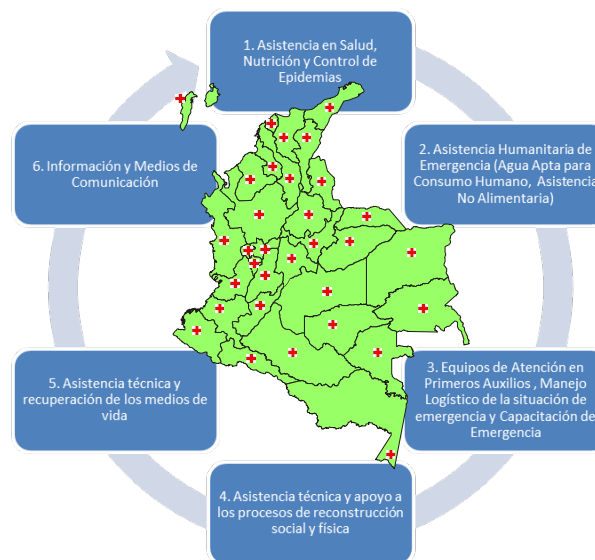 1. Asistencia en Salud,
Nutrición y Control de
Epidemias
2. Asistencia Humanitaria de
Emergencia (Agua Apta para
Consumo Humano, Asistencia
No Alimentaria)
3. Equipos de Atención en
Primeros Auxilios , Manejo
Logístico de la situación de
emergencia y Capacitación de
Emergencia
4. Asistencia técnica y apoyo a
los procesos de reconstrucción
social y física
5. Asistencia técnica y
recuperación de los medios de
vida
6. Información y Medios de
Comunicación